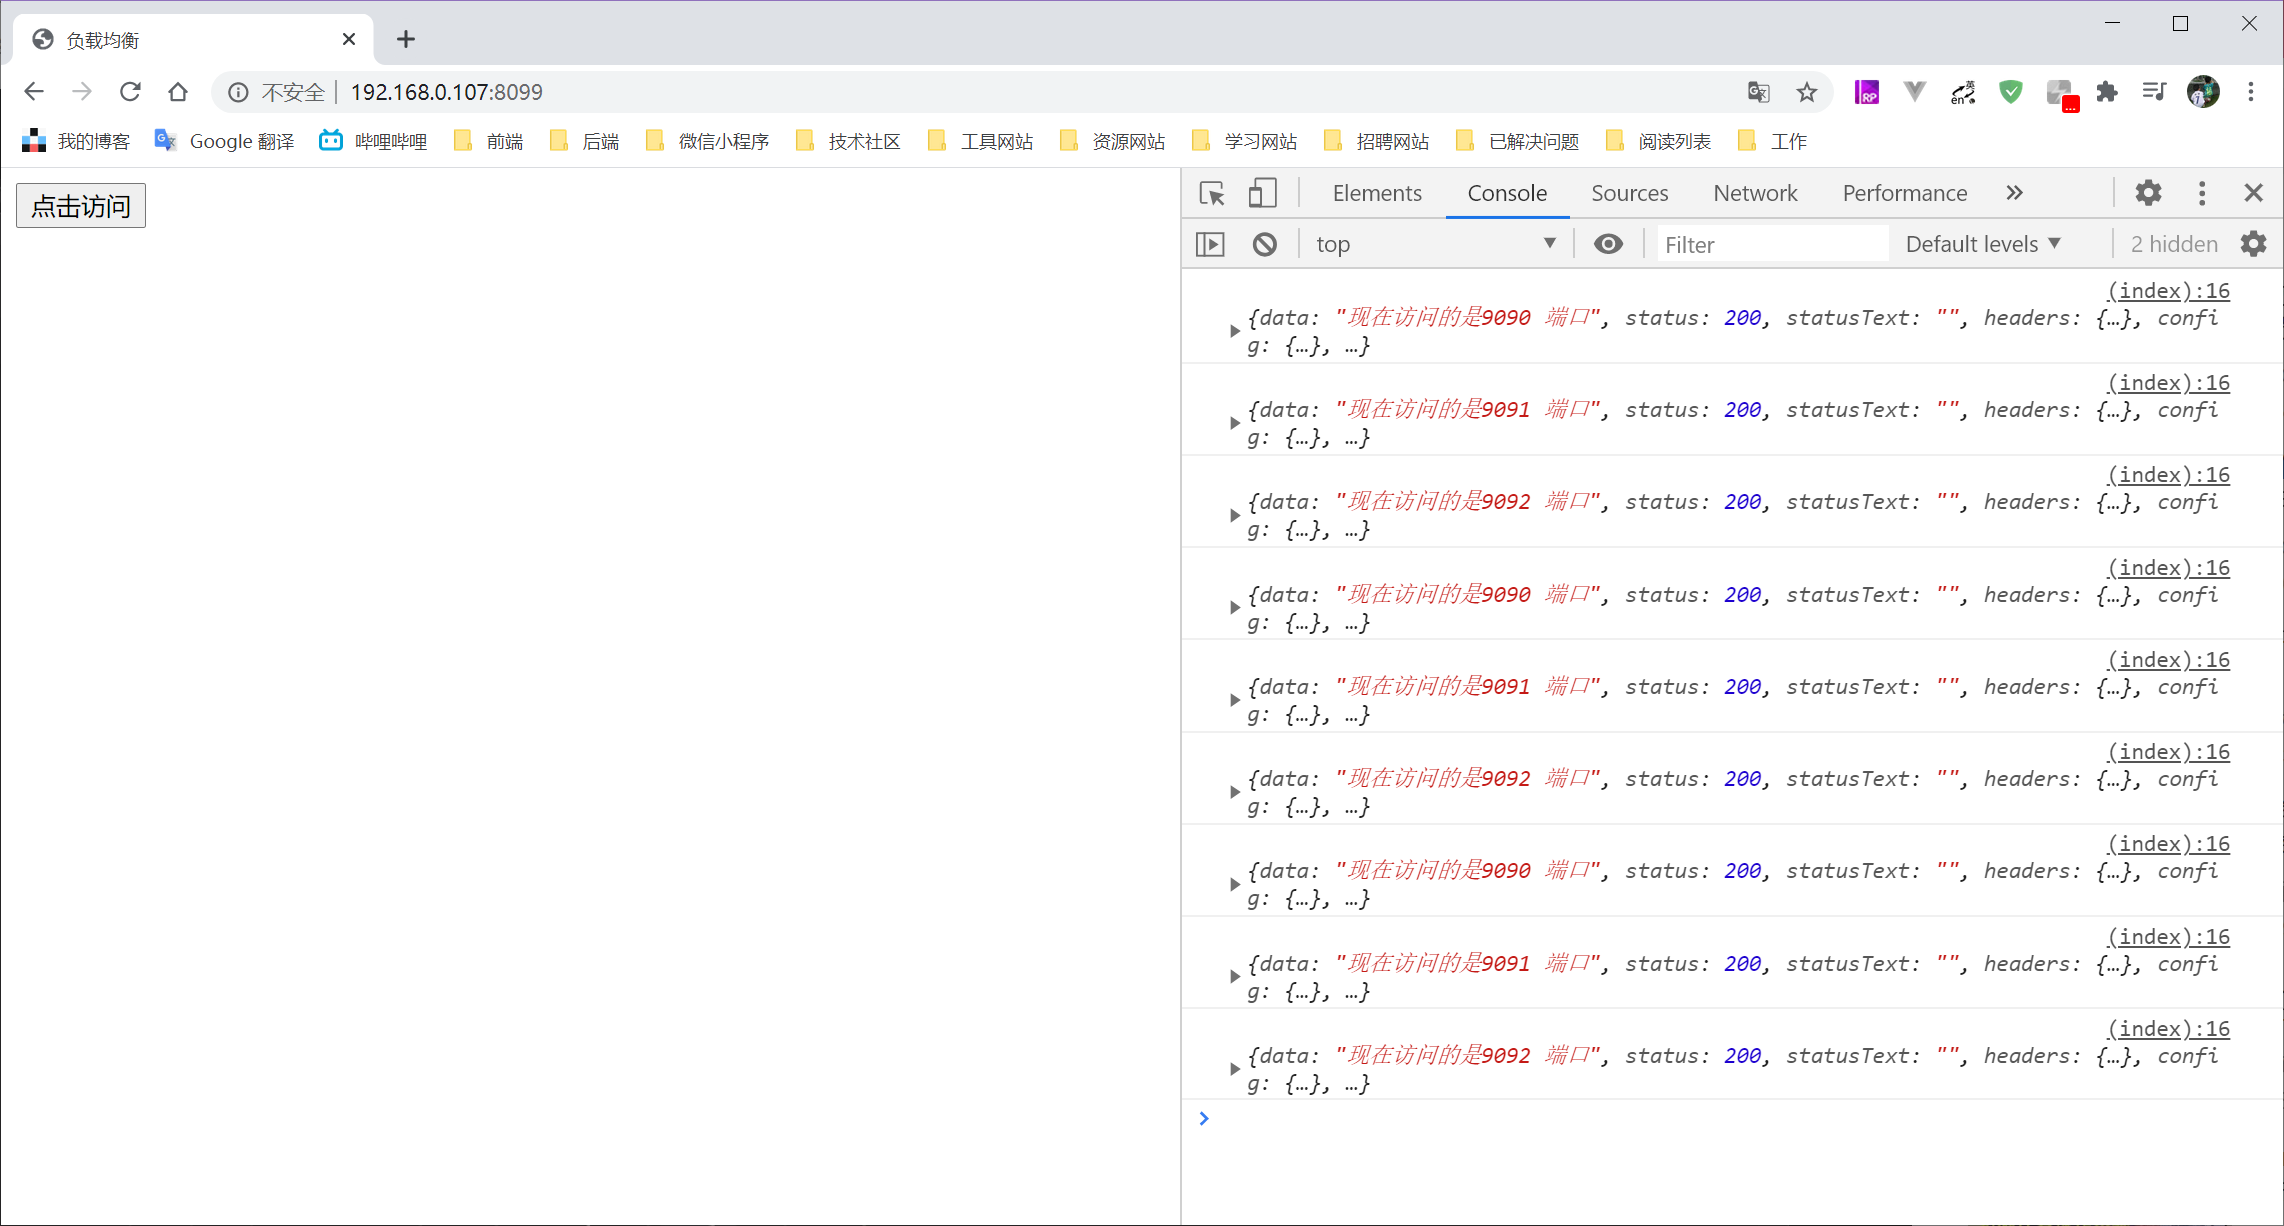 负载均衡
不安全 192.168.0.107:8099
我的博客 Google 翻译 哔哩哔哩 前端 后端 微信小程序 技术社区 工具网站 资源网站 学习网站 招聘网站 已解决问题 阅读列表 工作
点击访问
Elements Console Sources Network Performance
top Filter Default levels 2 hidden
(index):16
{data: "现在访问的是9090 端口", status: 200, statusText: "", headers: {…}, confi
g: {…}, …}
(index):16
{data: "现在访问的是9091 端口", status: 200, statusText: "", headers: {…}, confi
g: {…}, …}
(index):16
{data: "现在访问的是9092 端口", status: 200, statusText: "", headers: {…}, confi
g: {…}, …}
(index):16
{data: "现在访问的是9090 端口", status: 200, statusText: "", headers: {…}, confi
g: {…}, …}
(index):16
{data: "现在访问的是9091 端口", status: 200, statusText: "", headers: {…}, confi
g: {…}, …}
(index):16
{data: "现在访问的是9092 端口", status: 200, statusText: "", headers: {…}, confi
g: {…}, …}
(index):16
{data: "现在访问的是9090 端口", status: 200, statusText: "", headers: {…}, confi
g: {…}, …}
(index):16
{data: "现在访问的是9091 端口", status: 200, statusText: "", headers: {…}, confi
g: {…}, …}
(index):16
{data: "现在访问的是9092 端口", status: 200, statusText: "", headers: {…}, confi
g: {…}, …}